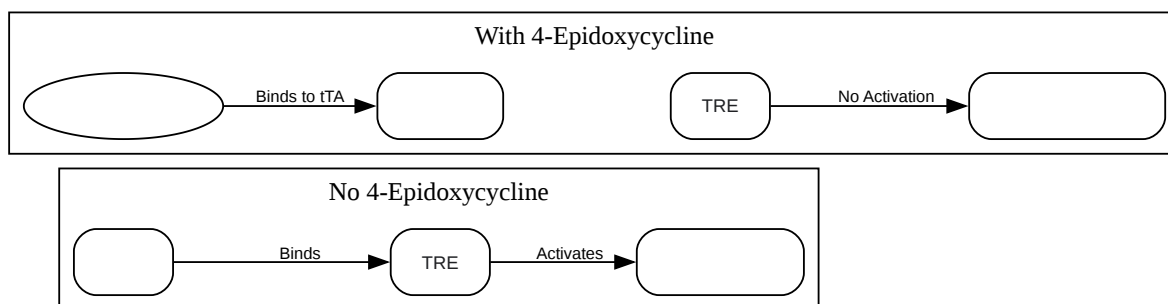 With 4-Epidoxycycline
Binds to tTA
TRE
No Activation
No 4-Epidoxycycline
Binds
TRE
Activates